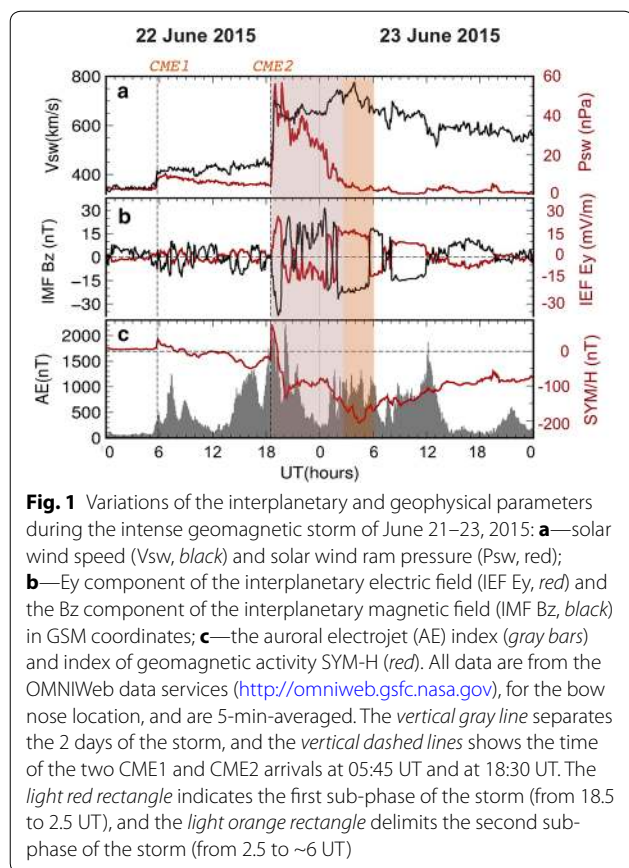 22 June 2015 23 June 2015
CME1 CME2
800
600
400
Vsw(km/s)
a
60
40
20
0
Psw (nPa)
30
15
0
−15
−30
IMF Bz (nT)
b
30
15
0
-15
-30
IEF Ey (mV/m)
2000
1500
1000
500
0
AE(nT)
c
0
-100
-200
SYM/H (nT)
0 6 12 18 0 6 12 18 0
UT(hours)
Fig. 1 Variations of the interplanetary and geophysical parameters
during the intense geomagnetic storm of June 21–23, 2015: a—solar
wind speed (Vsw, black) and solar wind ram pressure (Psw, red);
b—Ey component of the interplanetary electric field (IEF Ey, red) and
the Bz component of the interplanetary magnetic field (IMF Bz, black)
in GSM coordinates; c—the auroral electrojet (AE) index (gray bars)
and index of geomagnetic activity SYM-H (red). All data are from the
OMNIWeb data services (http://omniweb.gsfc.nasa.gov), for the bow
nose location, and are 5-min-averaged. The vertical gray line separates
the 2 days of the storm, and the vertical dashed lines shows the time
of the two CME1 and CME2 arrivals at 05:45 UT and at 18:30 UT. The
light red rectangle indicates the first sub-phase of the storm (from 18.5
to 2.5 UT), and the light orange rectangle delimits the second sub-
phase of the storm (from 2.5 to ~6 UT)